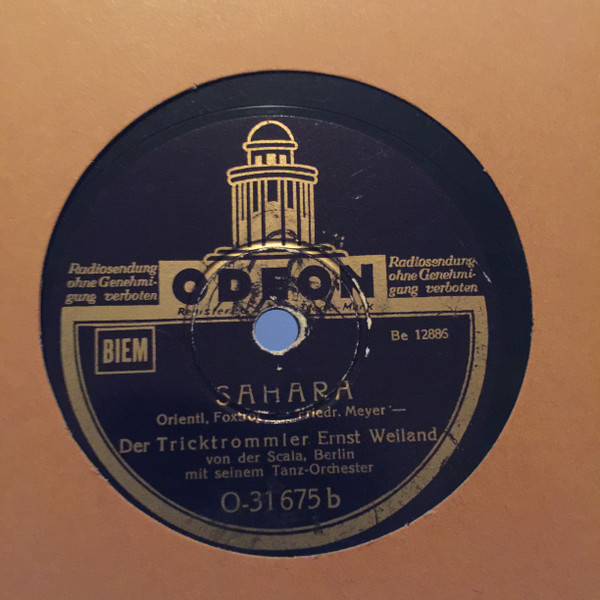 Radiosendung
ohne Genehmi-
gung verboten
ODEON
Radiosendung
ohne Genehmi-
gung verboten
BIEM
Be 12886
SAHARA
Orientl. Friedr. Meyer —
Der Tricktrommler Ernst Weiland
von der Scala, Berlin
mit seinem Tanz-Orchester
O-31675 b